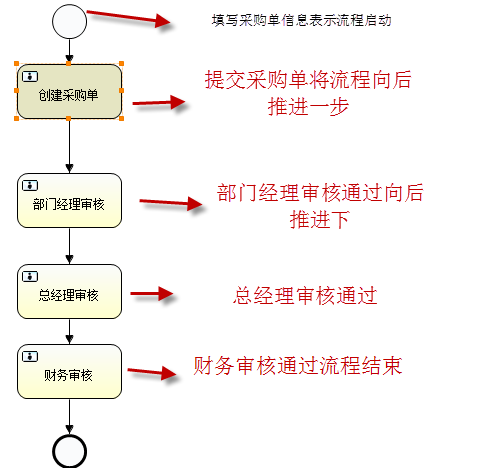 填写采购单信息表示流程启动
创建采购单
提交采购单将流程向后
推进一步
部门经理审核
部门经理审核通过向后
推进下
总经理审核
总经理审核通过
财务审核
财务审核通过流程结束